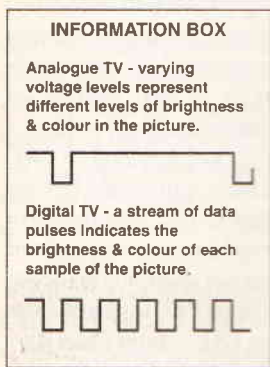 INFORMATION BOX
Analogue TV - varying
voltage levels represent
different levels of brightness
& colour in the picture.
Digital TV - a stream of data
pulses indicates the
brightness & colour of each
sample of the picture.